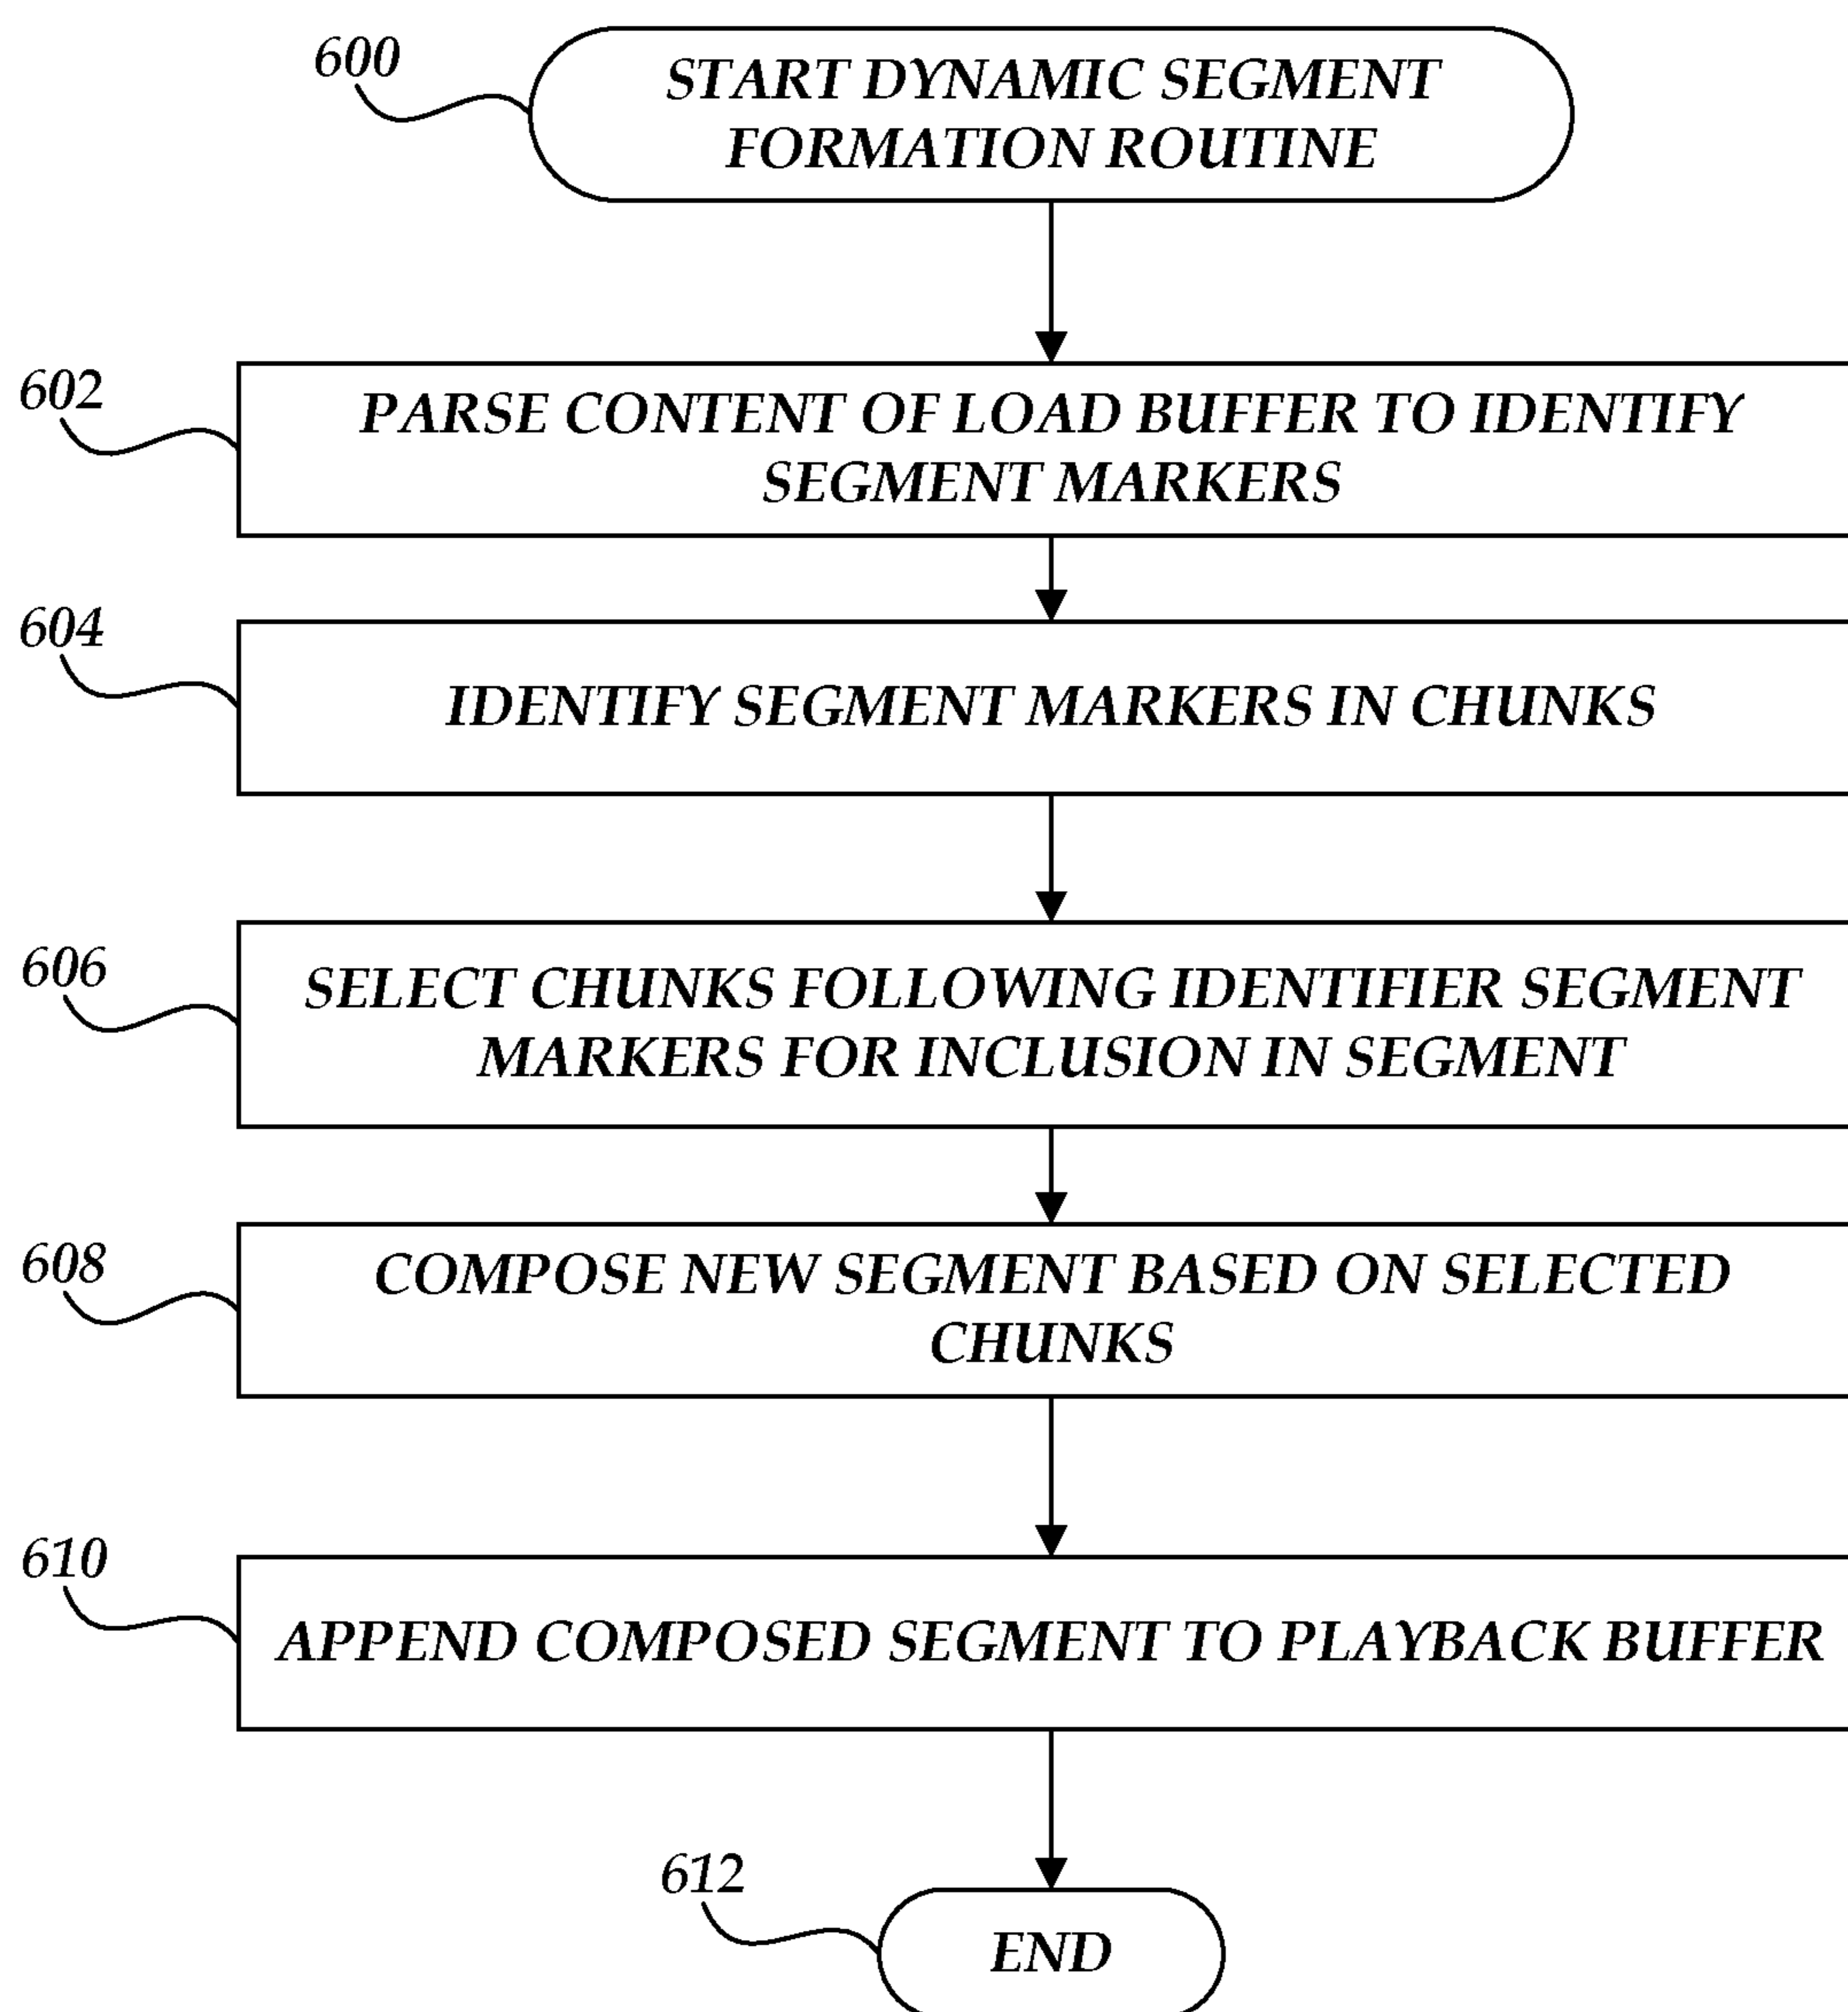 600
START DYNAMIC SEGMENT
FORMATION ROUTINE
602
PARSE CONTENT OF LOAD BUFFER TO IDENTIFY
SEGMENT MARKERS
604
IDENTIFY SEGMENT MARKERS IN CHUNKS
606
SELECT CHUNKS FOLLOWING IDENTIFIER SEGMENT
MARKERS FOR INCLUSION IN SEGMENT
608
COMPOSE NEW SEGMENT BASED ON SELECTED
CHUNKS
610
APPEND COMPOSED SEGMENT TO PLAYBACK BUFFER
612
END